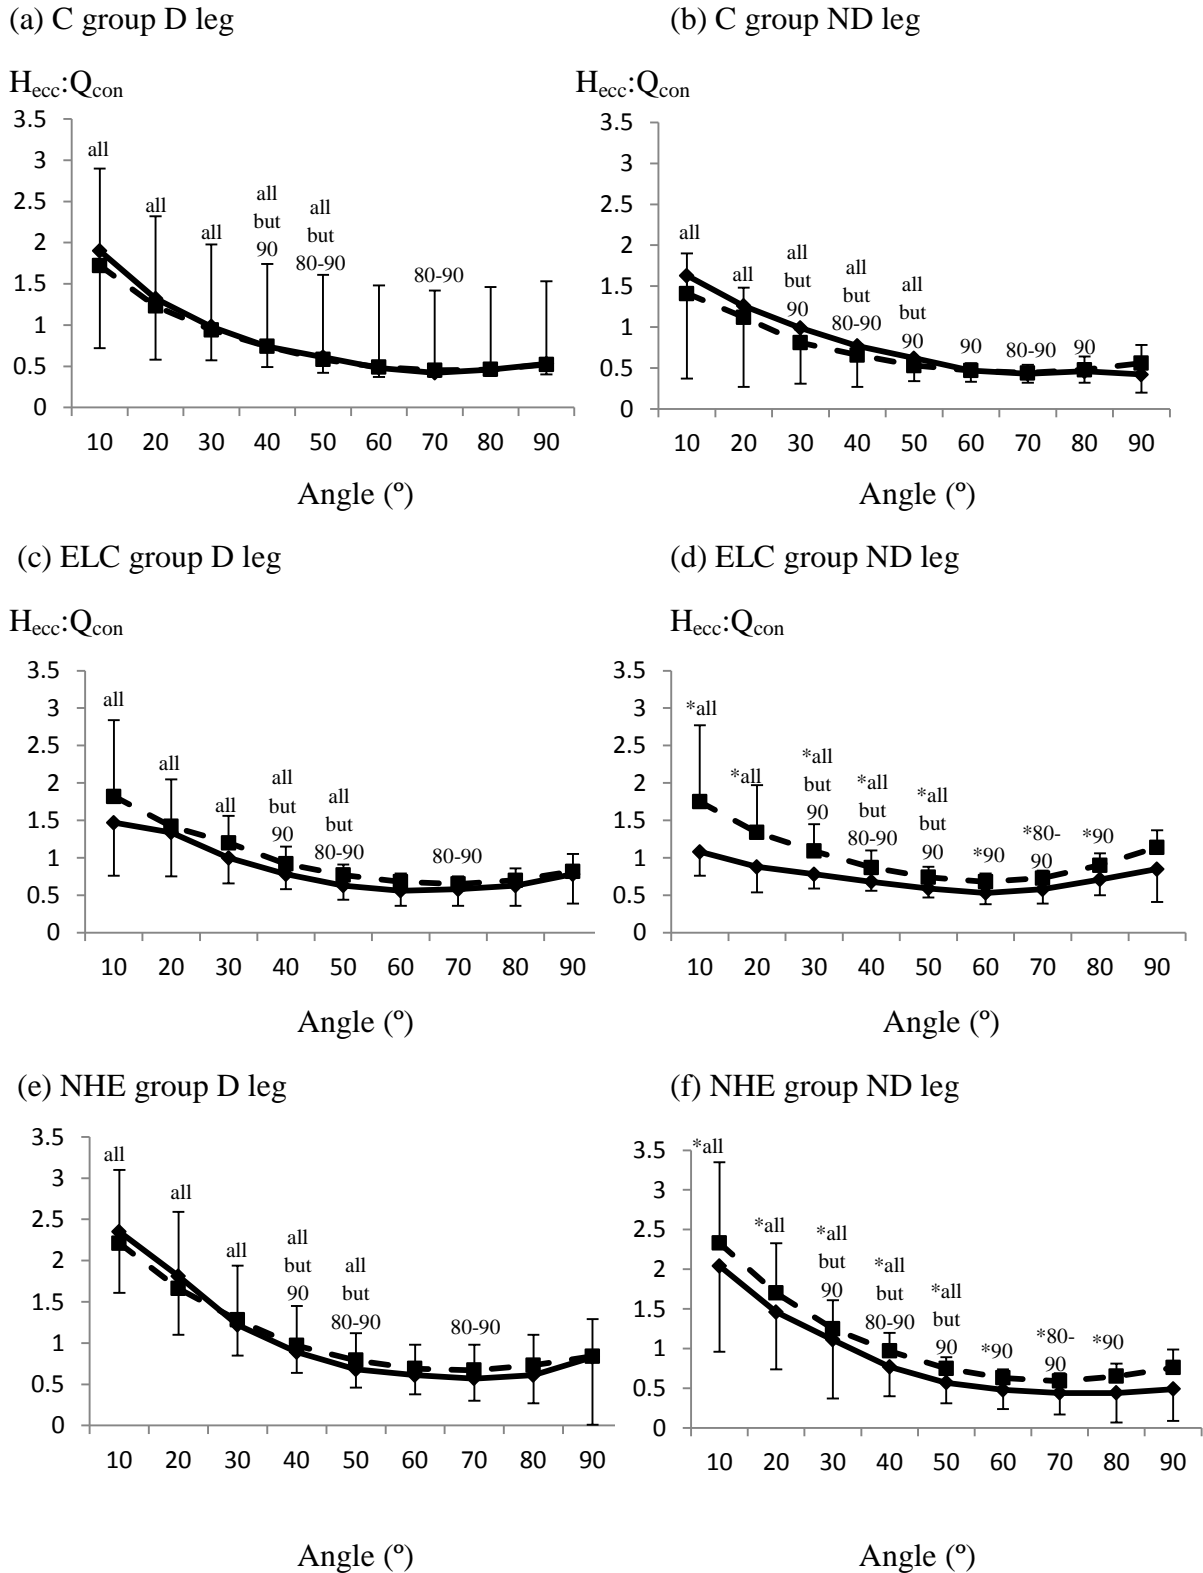 (a) C group D leg
Hecc:Qcon
3.5
3
2.5
2
1.5
1
0.5
0
all
all
all
all
but
90
all
but
80-90
80-90
10 20 30 40 50 60 70 80 90
Angle (º)
(b) C group ND leg
Hecc:Qcon
3.5
3
2.5
2
1.5
1
0.5
0
all
all
all
but
90
all
but
80-90
all
but
90
90
80-90
90
10 20 30 40 50 60 70 80 90
Angle (º)
(c) ELC group D leg
Hecc:Qcon
3.5
3
2.5
2
1.5
1
0.5
0
all
all
all
all
but
90
all
but
80-90
80-90
10 20 30 40 50 60 70 80 90
Angle (º)
(d) ELC group ND leg
Hecc:Qcon
3.5
3
2.5
2
1.5
1
0.5
0
*all
*all
*all
but
90
*all
but
80-90
*all
but
90
*90
*80-
90
*90
10 20 30 40 50 60 70 80 90
Angle (º)
(e) NHE group D leg
3.5
3
2.5
2
1.5
1
0.5
0
all
all
all
all
but
90
all
but
80-90
80-90
10 20 30 40 50 60 70 80 90
Angle (º)
(f) NHE group ND leg
3.5
3
2.5
2
1.5
1
0.5
0
*all
*all
*all
but
90
*all
but
80-90
*all
but
90
*90
*80-
90
*90
10 20 30 40 50 60 70 80 90
Angle (º)